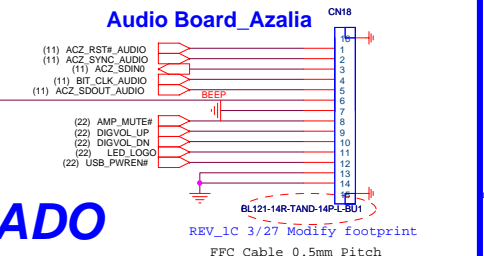 Audio Board_Azalia
CN18
(11) ACZ_RST#_AUDIO
(11) ACZ_SYNC_AUDIO
(11) ACZ_SDIN0
(11) BIT_CLK_AUDIO
(11) ACZ_SDOUT_AUDIO
BEEP
(22) AMP_MUTE#
(22) DIGVOL_UP
(22) DIGVOL_DN
(22) LED_LOGO
(22) USB_PWREN#
1
2
3
4
5
6
7
8
9
10
11
12
13
14
BL121-14R-TAND-14P-L-BU1
ADO
REV_1C 3/27 Modify footprint
FFC Cable 0.5mm Pitch